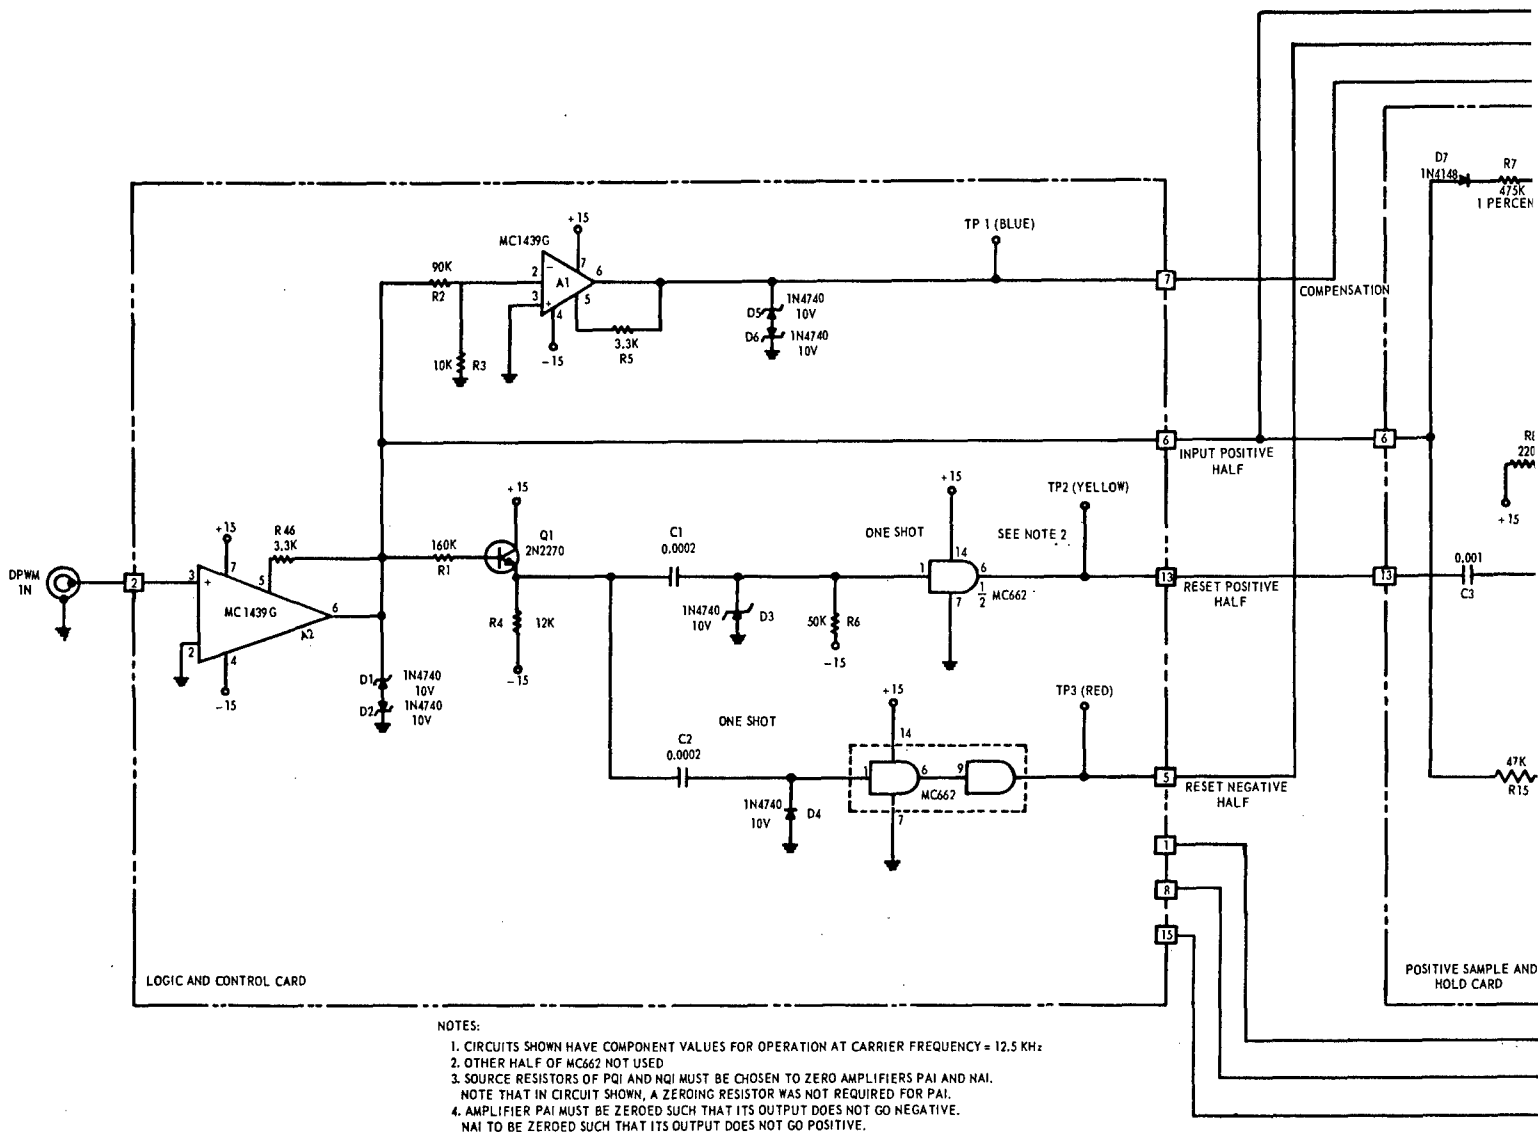 D7
1N4148
R7
475K
1 PERCEN
+15
MC1439G
TP 1 (BLUE)
90K
R2
2
−
7
6
A1
3
+
5
4
−15
10K
R3
3.3K
R5
D5
1N4740
10V
D6
1N4740
10V
7
COMPENSATION
6
INPUT POSITIVE
HALF
6
220
+15
+15
R46
3.3K
+15
Q1
2N2270
160K
R1
C1
0.0002
ONE SHOT
+15
TP2 (YELLOW)
SEE NOTE 2
DPWM
IN
2
3
+
7
5
MC1439G
6
A2
2
4
−15
R4
12K
−15
1N4740
10V
D3
50K
R6
−15
1
14
6
1
2
MC662
7
13
RESET POSITIVE
HALF
13
0.001
C3
D1
1N4740
10V
D2
1N4740
10V
ONE SHOT
C2
0.0002
1N4740
10V
D4
+15
14
1
6
9
MC662
7
TP3 (RED)
5
RESET NEGATIVE
HALF
47K
R15
1
8
15
LOGIC AND CONTROL CARD
POSITIVE SAMPLE AND
HOLD CARD
NOTES:
1. CIRCUITS SHOWN HAVE COMPONENT VALUES FOR OPERATION AT CARRIER FREQUENCY = 12.5 KHz
2. OTHER HALF OF MC662 NOT USED
3. SOURCE RESISTORS OF PQI AND NQI MUST BE CHOSEN TO ZERO AMPLIFIERS PAI AND NAI.
NOTE THAT IN CIRCUIT SHOWN, A ZEROING RESISTOR WAS NOT REQUIRED FOR PAI.
4. AMPLIFIER PAI MUST BE ZEROED SUCH THAT ITS OUTPUT DOES NOT GO NEGATIVE.
NAI TO BE ZEROED SUCH THAT ITS OUTPUT DOES NOT GO POSITIVE.